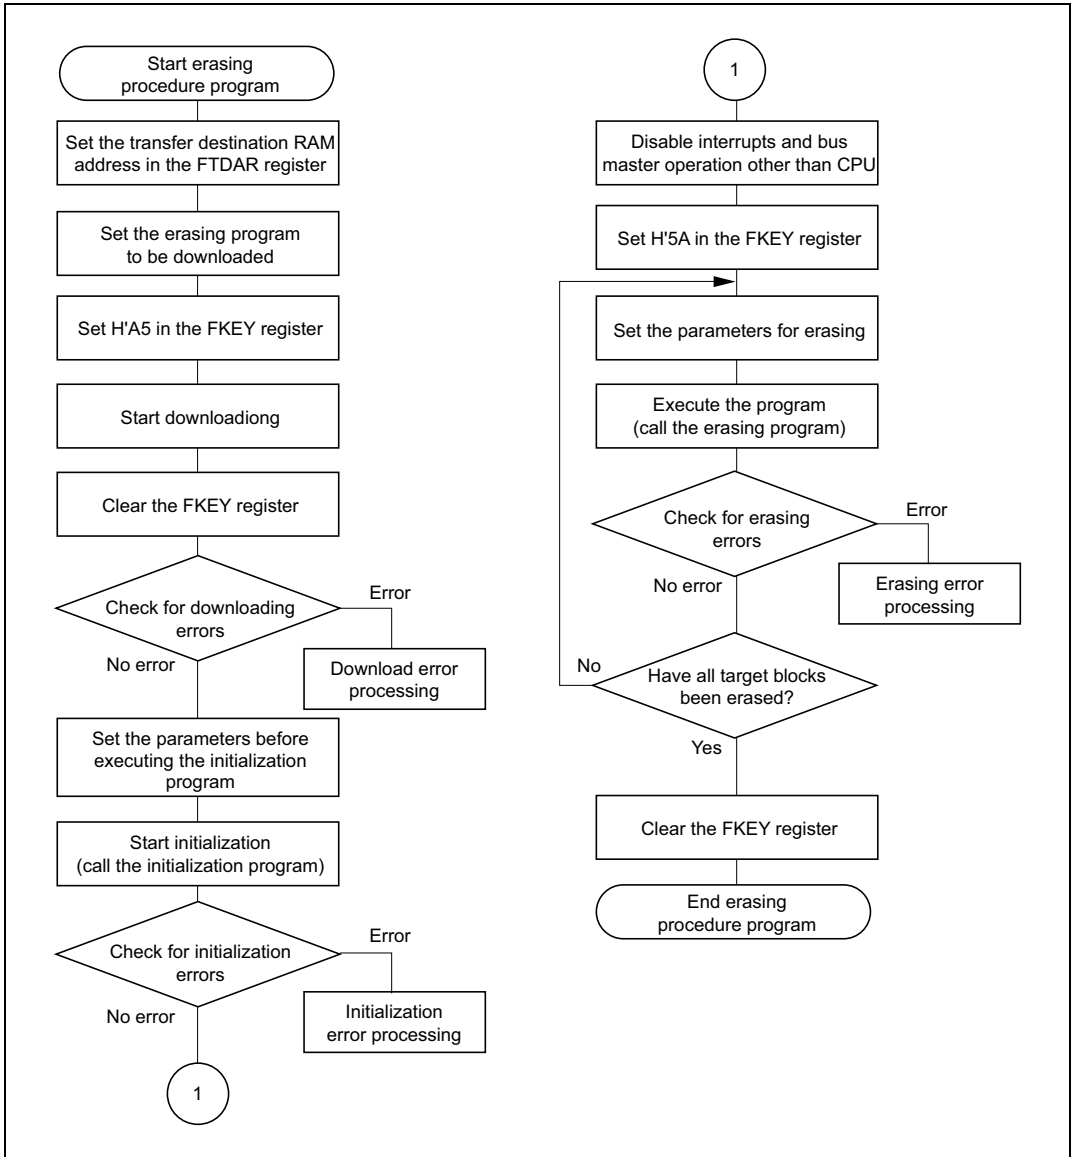 Start erasing
procedure program
Set the transfer destination RAM
address in the FTDAR register
Set the erasing program
to be downloaded
Set H'A5 in the FKEY register
Start downloadiong
Clear the FKEY register
Check for downloading
errors
Error
No error
Download error
processing
Set the parameters before
executing the initialization
program
Start initialization
(call the initialization program)
Check for initialization
errors
Error
No error
Initialization
error processing
1
1
Disable interrupts and bus
master operation other than CPU
Set H'5A in the FKEY register
Set the parameters for erasing
Execute the program
(call the erasing program)
Check for erasing
errors
Error
No error
Erasing error
processing
No
Have all target blocks
been erased?
Yes
Clear the FKEY register
End erasing
procedure program